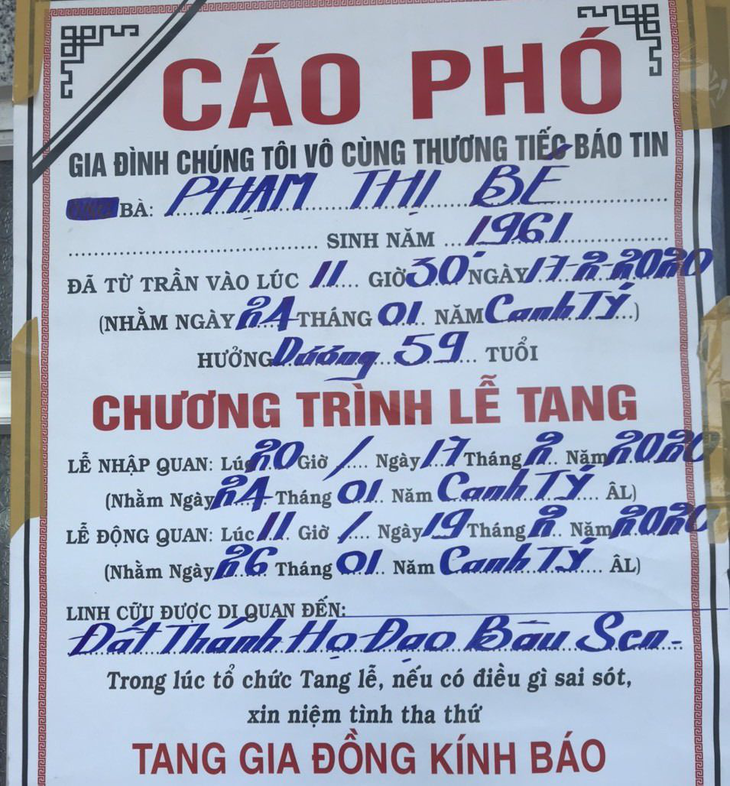 CÁO PHÓ
GIA ĐÌNH CHÚNG TÔI VÔ CÙNG THƯƠNG TIẾC BÁO TIN
BÀ: PHẠM THỊ BÉ
SINH NĂM 1961
ĐÃ TỪ TRẦN VÀO LÚC 11 GIỜ 30' NGÀY 17-2-2020
(NHẰM NGÀY 24 THÁNG 01 NĂM Canh Tý)
HƯỞNG Dương 59 TUỔI
CHƯƠNG TRÌNH LỄ TANG
LỄ NHẬP QUAN: Lúc 20 Giờ / Ngày 17 Tháng 2 Năm 2020
(Nhằm Ngày 24 Tháng 01 Năm Canh Tý ÂL)
LỄ ĐỘNG QUAN: Lúc 11 Giờ / Ngày 19 Tháng 2 Năm 2020
(Nhằm Ngày 26 Tháng 01 Năm Canh Tý ÂL)
LINH CỮU ĐƯỢC DI QUAN ĐẾN:
Đất Thánh Họ Đạo Bàu Sen
Trong lúc tổ chức Tang lễ, nếu có điều gì sai sót,
xin niệm tình tha thứ
TANG GIA ĐỒNG KÍNH BÁO